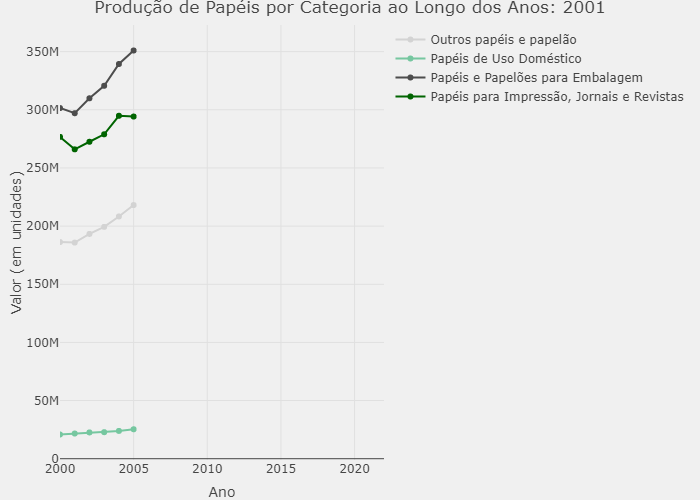 Produção de Papéis por Categoria ao Longo dos Anos: 2001
Outros papéis e papelão
Papéis de Uso Doméstico
Papéis e Papelões para Embalagem
Papéis para Impressão, Jornais e Revistas
350M
300M
250M
200M
150M
100M
50M
0
Valor (em unidades)
2000 2005 2010 2015 2020
Ano